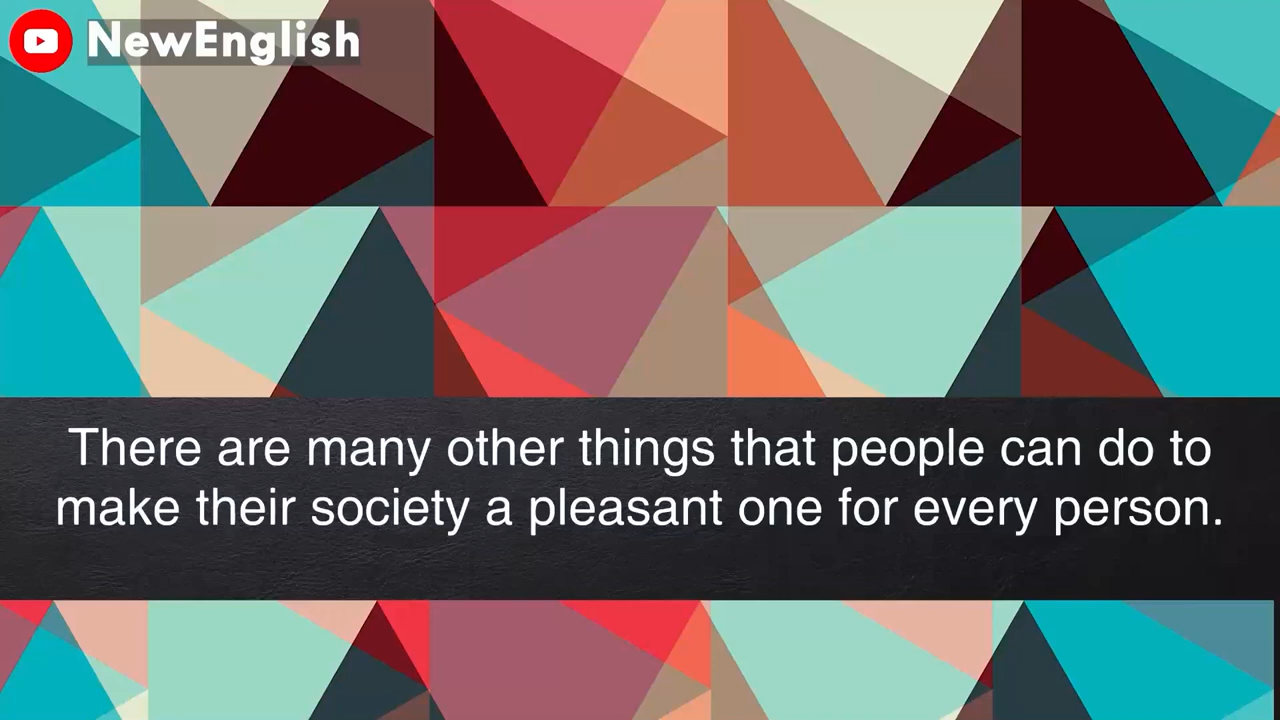 NewEnglish
There are many other things that people can do to
make their society a pleasant one for every person.